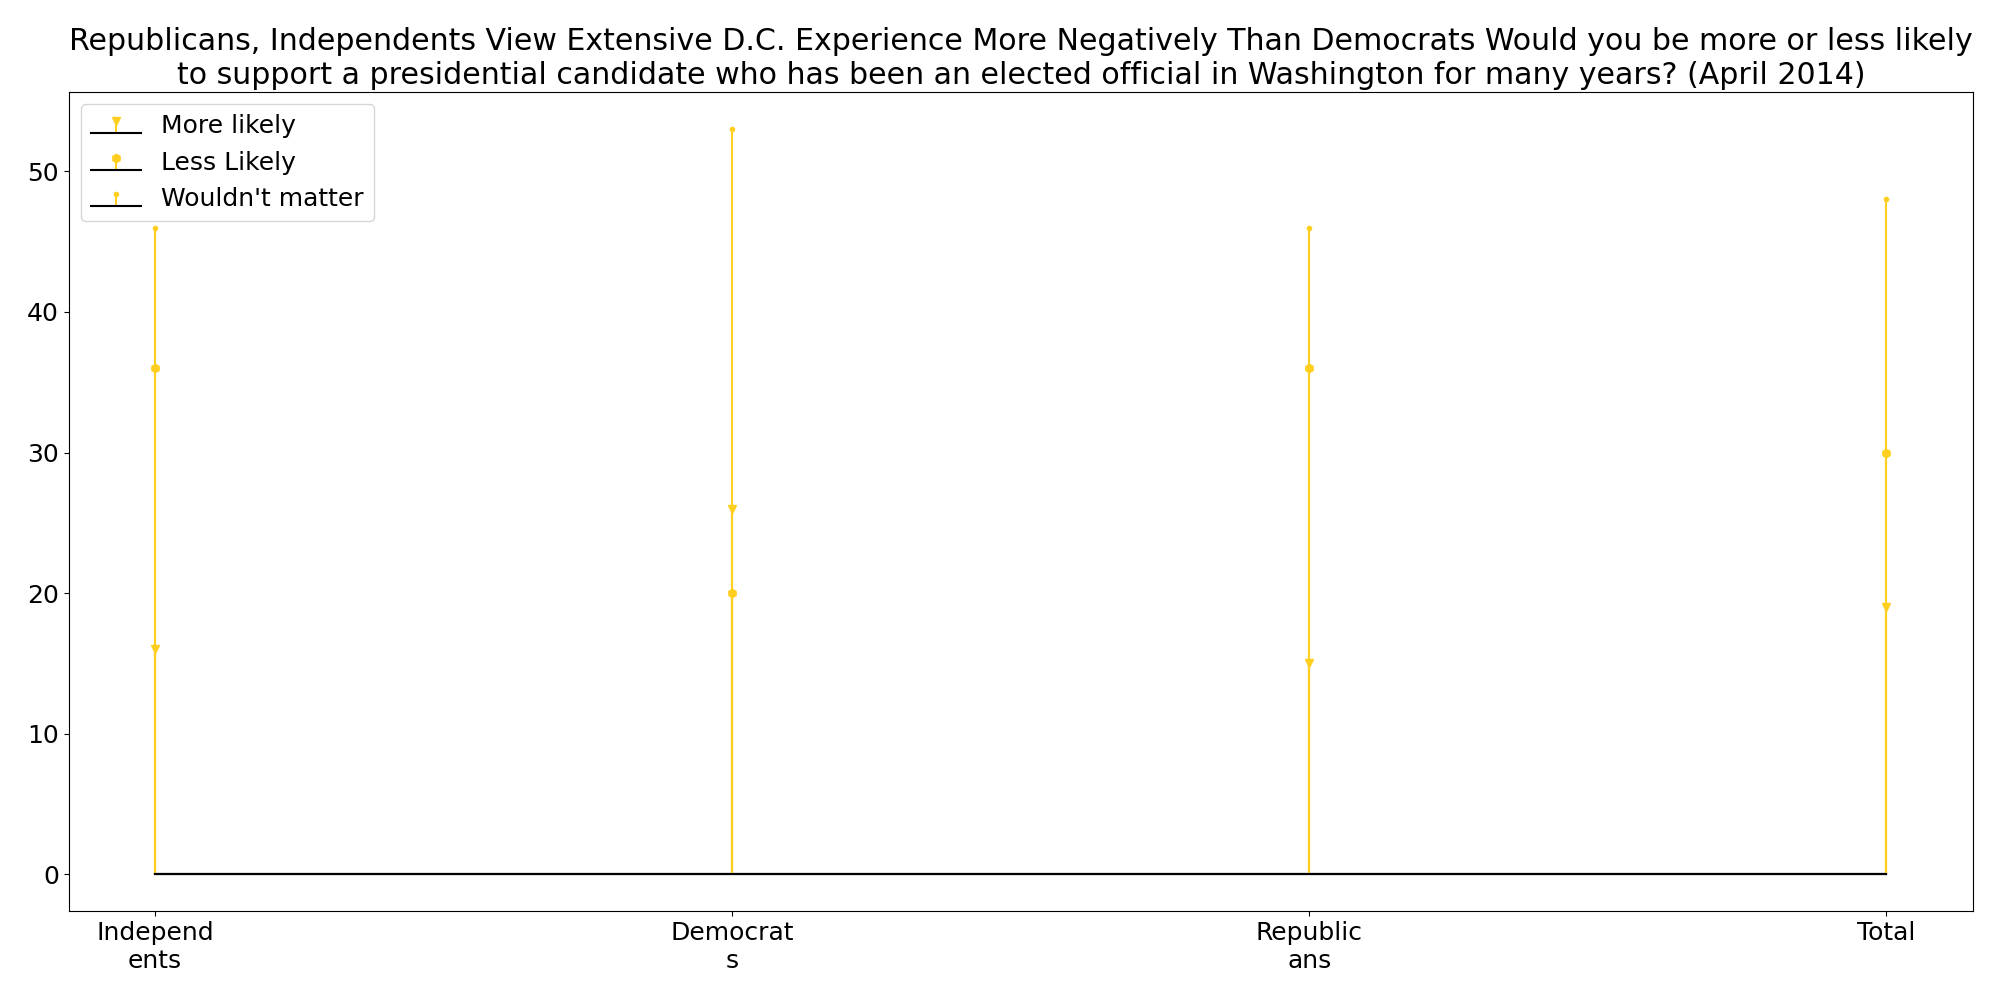 Republicans, Independents View Extensive D.C. Experience More Negatively Than Democrats Would you be more or less likely
to support a presidential candidate who has been an elected official in Washington for many years? (April 2014)
More likely
Less Likely
Wouldn't matter
50
40
30
20
10
0
Independ
ents
Democrat
s
Republic
ans
Total